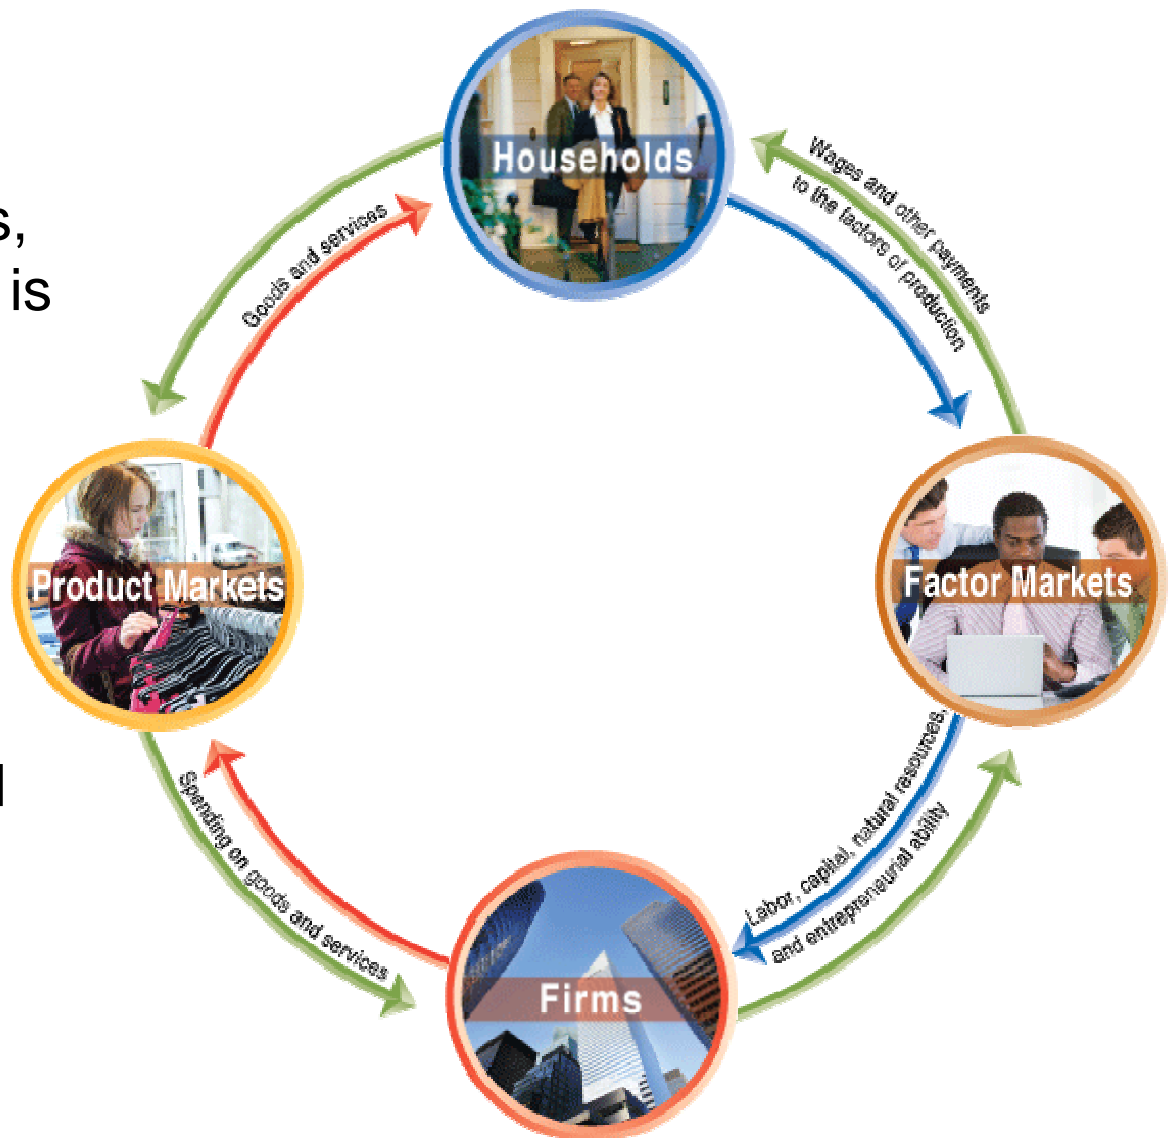 Households
Wages and other payments
to the factors of production
Goods and services
s,
is
Product Markets
Factor Markets
l
Spending on goods and services
Labor, capital, natural resources,
and entrepreneurial ability
Firms